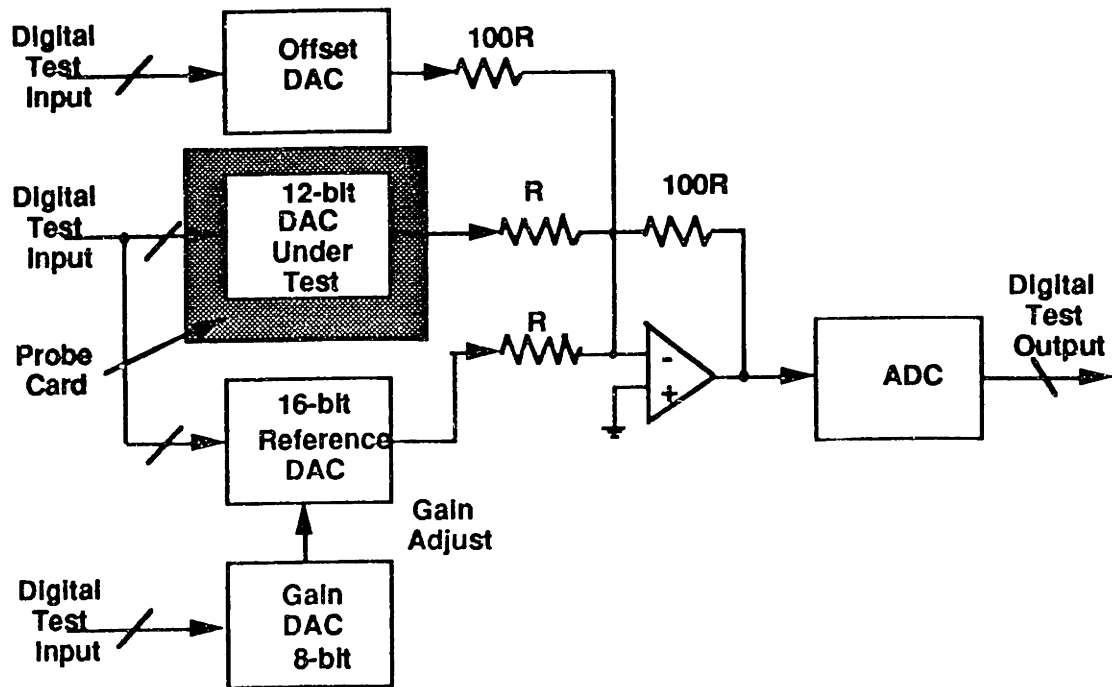 Digital
Test
Input
Offset
DAC
100R
Digital
Test
Input
12-bit
DAC
Under
Test
R
100R
Probe
Card
R
16-bit
Reference
DAC
Gain
Adjust
-
+
ADC
Digital
Test
Output
Digital
Test
Input
Gain
DAC
8-bit